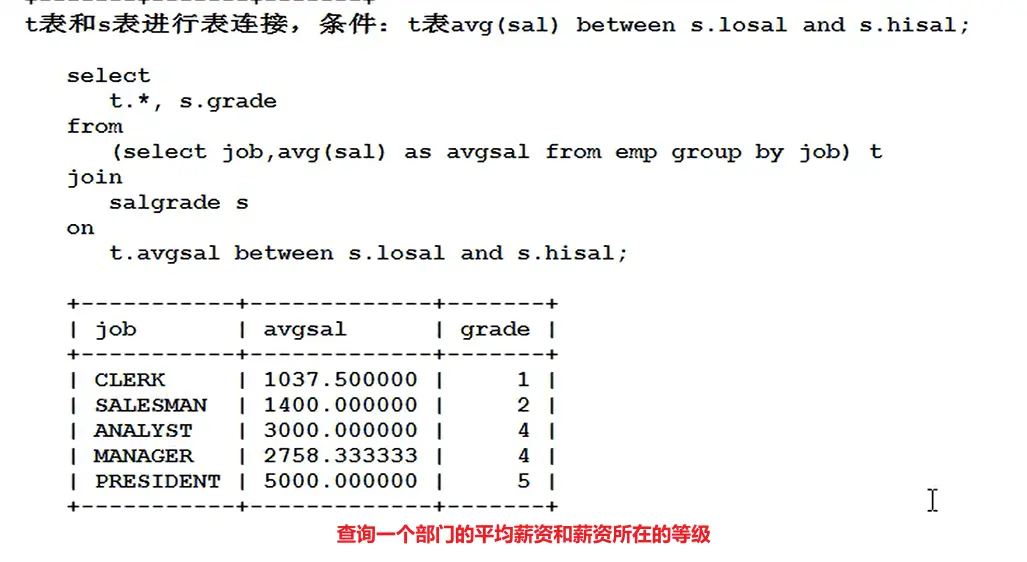 t表和s表进行表连接，条件：t表avg(sal) between s.losal and s.hisal;
select
t.*, s.grade
from
(select job,avg(sal) as avgsal from emp group by job) t
join
salgrade s
on
t.avgsal between s.losal and s.hisal;
+-----------+-------------+-------+
| job | avgsal | grade |
+-----------+-------------+-------+
| CLERK | 1037.500000 | 1 |
| SALESMAN | 1400.000000 | 2 |
| ANALYST | 3000.000000 | 4 |
| MANAGER | 2758.333333 | 4 |
| PRESIDENT | 5000.000000 | 5 |
+-----------+-------------+-------+
查询一个部门的平均薪资和薪资所在的等级